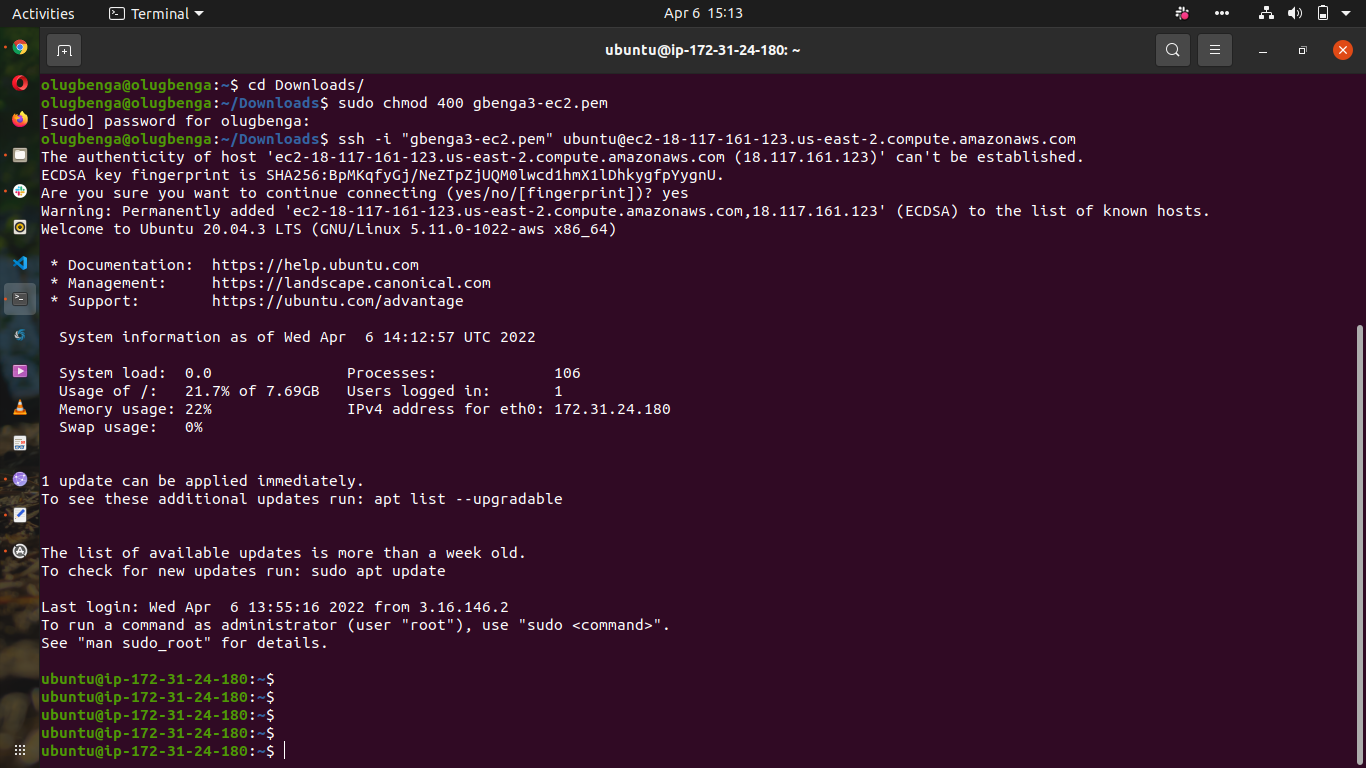 Activities Terminal Apr 6 15:13
ubuntu@ip-172-31-24-180: ~
olugbenga@olugbenga:~$ cd Downloads/
olugbenga@olugbenga:~/Downloads$ sudo chmod 400 gbenga3-ec2.pem
[sudo] password for olugbenga:
olugbenga@olugbenga:~/Downloads$ ssh -i "gbenga3-ec2.pem" ubuntu@ec2-18-117-161-123.us-east-2.compute.amazonaws.com
The authenticity of host 'ec2-18-117-161-123.us-east-2.compute.amazonaws.com (18.117.161.123)' can't be established.
ECDSA key fingerprint is SHA256:BpMKqfyGj/NeZTpZjUQM0lwcd1hmX1lDhkygfpYygnU.
Are you sure you want to continue connecting (yes/no/[fingerprint])? yes
Warning: Permanently added 'ec2-18-117-161-123.us-east-2.compute.amazonaws.com,18.117.161.123' (ECDSA) to the list of known hosts.
Welcome to Ubuntu 20.04.3 LTS (GNU/Linux 5.11.0-1022-aws x86_64)
* Documentation: https://help.ubuntu.com
* Management: https://landscape.canonical.com
* Support: https://ubuntu.com/advantage
System information as of Wed Apr 6 14:12:57 UTC 2022
System load: 0.0 Processes: 106
Usage of /: 21.7% of 7.69GB Users logged in: 1
Memory usage: 22% IPv4 address for eth0: 172.31.24.180
Swap usage: 0%
1 update can be applied immediately.
To see these additional updates run: apt list --upgradable
The list of available updates is more than a week old.
To check for new updates run: sudo apt update
Last login: Wed Apr 6 13:55:16 2022 from 3.16.146.2
To run a command as administrator (user "root"), use "sudo <command>".
See "man sudo_root" for details.
ubuntu@ip-172-31-24-180:~$
ubuntu@ip-172-31-24-180:~$
ubuntu@ip-172-31-24-180:~$
ubuntu@ip-172-31-24-180:~$
ubuntu@ip-172-31-24-180:~$